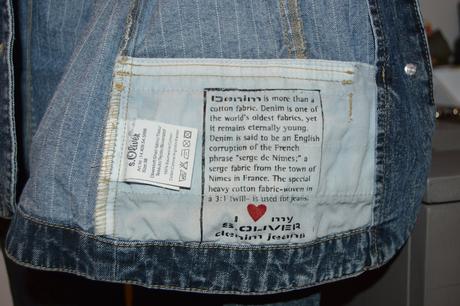 Denim is more than a
cotton fabric. Denim is one of
the world's oldest fabrics, yet
it remains eternally young.
Denim is said to be an English
corruption of the French
phrase "serge de Nimes;" a
serge fabric from the town of
Nimes in France. The special
heavy cotton fabric-woven in
a 3:1 twill- is used for jeans.
I my
S.OLIVER
denim jeans
s.Oliver